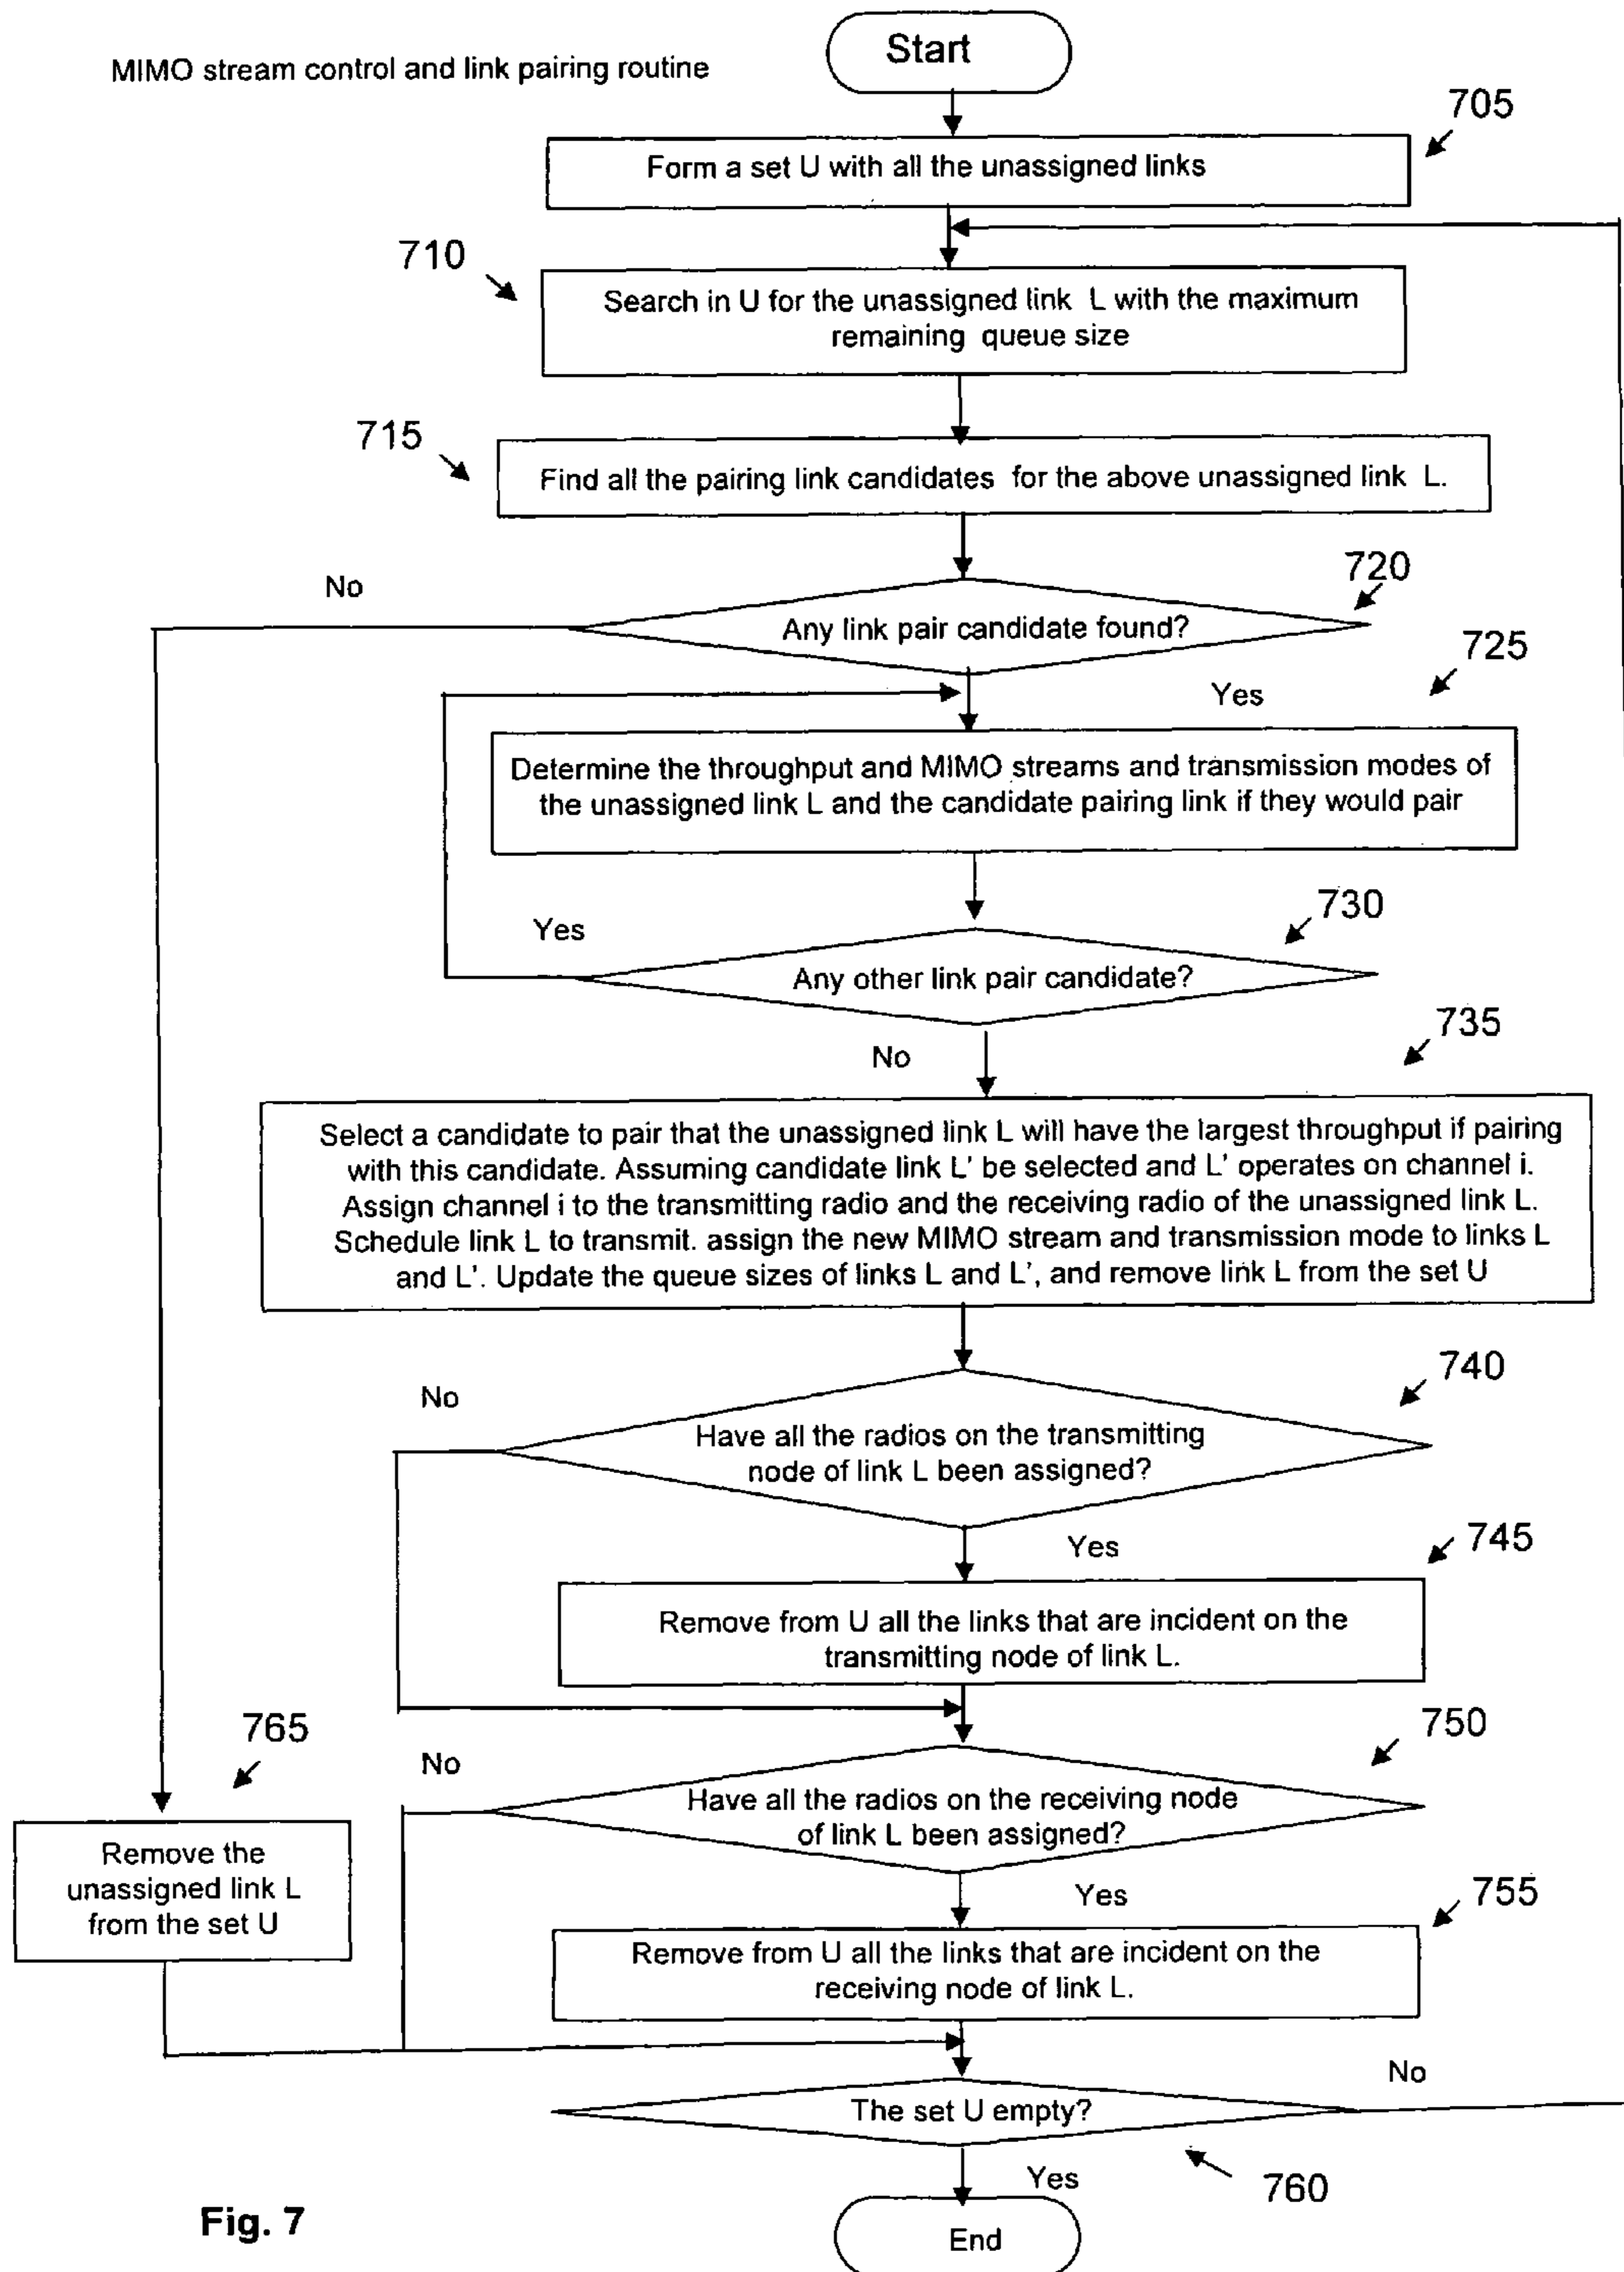 Start
MIMO stream control and link pairing routine
705
Form a set U with all the unassigned links
710
Search in U for the unassigned link L with the maximum
remaining queue size
715
Find all the pairing link candidates for the above unassigned link L.
No
720
Any link pair candidate found?
725
Yes
Determine the throughput and MIMO streams and transmission modes of
the unassigned link L and the candidate pairing link if they would pair
730
Yes
Any other link pair candidate?
735
No
Select a candidate to pair that the unassigned link L will have the largest throughput if pairing
with this candidate. Assuming candidate link L' be selected and L' operates on channel i.
Assign channel i to the transmitting radio and the receiving radio of the unassigned link L.
Schedule link L to transmit. assign the new MIMO stream and transmission mode to links L
and L'. Update the queue sizes of links L and L', and remove link L from the set U
740
No
Have all the radios on the transmitting
node of link L been assigned?
Yes
745
Remove from U all the links that are incident on the
transmitting node of link L.
765
750
No
Have all the radios on the receiving node
of link L been assigned?
Remove the
unassigned link L
from the set U
Yes
755
Remove from U all the links that are incident on the
receiving node of link L.
No
The set U empty?
Yes
760
Fig. 7
End